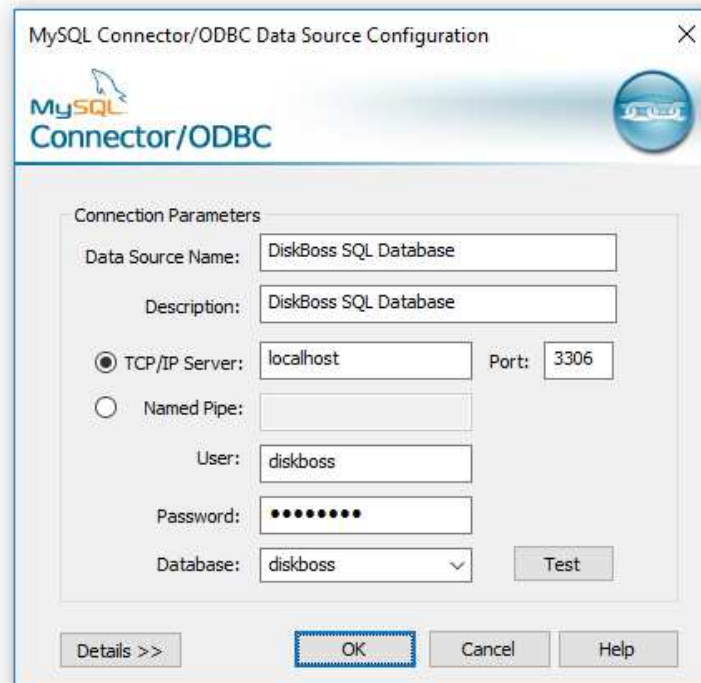 MySQL Connector/ODBC Data Source Configuration
MySQL
Connector/ODBC
Connection Parameters
Data Source Name: DiskBoss SQL Database
Description: DiskBoss SQL Database
TCP/IP Server: localhost Port: 3306
Named Pipe:
User: diskboss
Password: ●●●●●●●●
Database: diskboss Test
Details >> OK Cancel Help